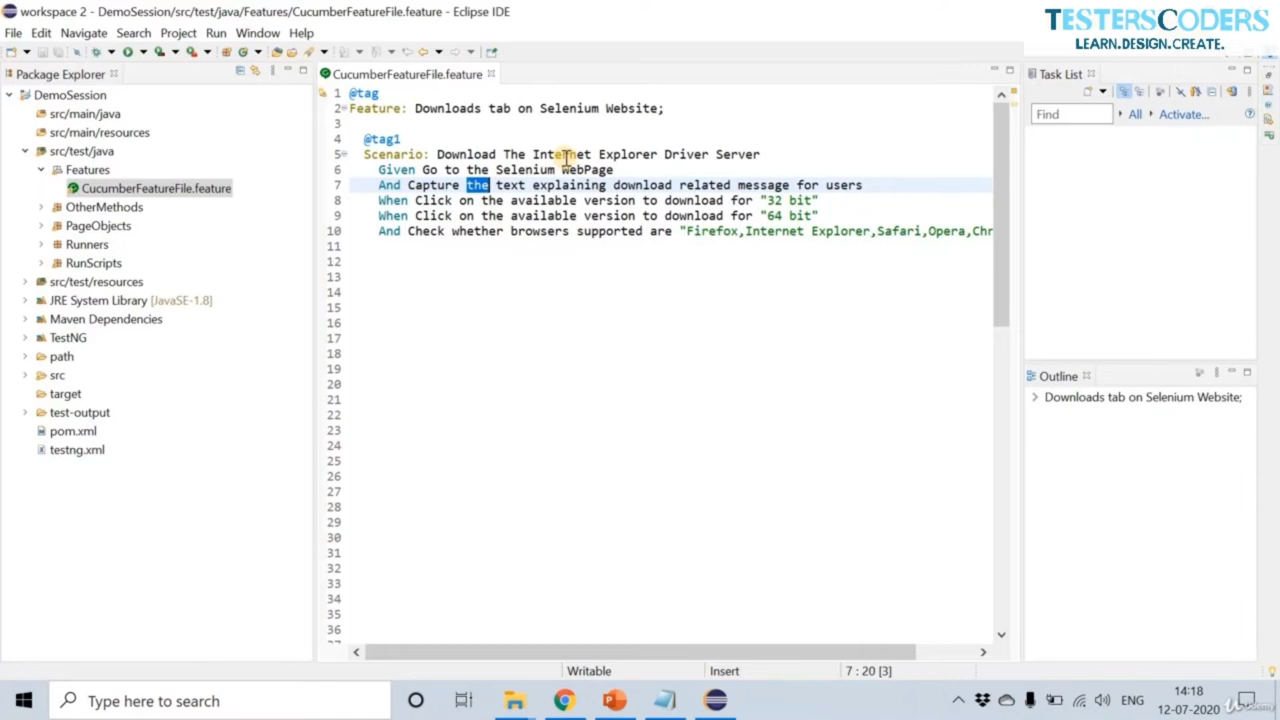 workspace 2 - DemoSession/src/test/java/Features/CucumberFeatureFile.feature - Eclipse IDE
TESTERSCODERS
LEARN.DESIGN.CREATE.
File Edit Navigate Search Project Run Window Help
Package Explorer
DemoSession
src/main/java
src/main/resources
src/test/java
Features
CucumberFeatureFile.feature
OtherMethods
PageObjects
Runners
RunScripts
src/test/resources
JRE System Library [JavaSE-1.8]
Maven Dependencies
TestNG
path
src
target
test-output
pom.xml
testng.xml
CucumberFeatureFile.feature
1 @tag
2 Feature: Downloads tab on Selenium Website;
3
4 @tag1
5 Scenario: Download The Internet Explorer Driver Server
6 Given Go to the Selenium WebPage
7 And Capture the text explaining download related message for users
8 When Click on the available version to download for "32 bit"
9 When Click on the available version to download for "64 bit"
10 And Check whether browsers supported are "Firefox,Internet Explorer,Safari,Opera,Chr
11
12
13
14
15
16
17
18
19
20
21
22
23
24
25
26
27
28
29
30
31
32
33
34
35
36
Task List
Find All Activate...
Outline
Downloads tab on Selenium Website;
Writable Insert 7 : 20 [3]
Type here to search
ENG
14:18
12-07-2020
Udemy